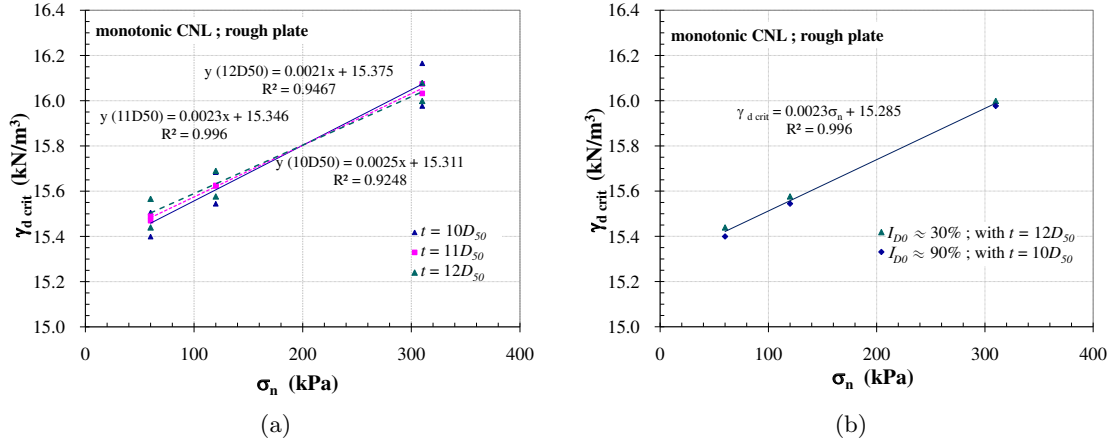 monotonic CNL ; rough plate
y (12D50) = 0.0021x + 15.375
R² = 0.9467
y (11D50) = 0.0023x + 15.346
R² = 0.996
y (10D50) = 0.0025x + 15.311
R² = 0.9248
t = 10D50
t = 11D50
t = 12D50
16.4
16.2
16.0
15.8
15.6
15.4
15.2
15.0
0
100
200
300
400
γd crit (kN/m³)
σn (kPa)
(a)
monotonic CNL ; rough plate
γ d crit = 0.0023σn + 15.285
R² = 0.996
ID0 ≈ 30% ; with t = 12D50
ID0 ≈ 90% ; with t = 10D50
16.4
16.2
16.0
15.8
15.6
15.4
15.2
15.0
0
100
200
300
400
γd crit (kN/m³)
σn (kPa)
(b)